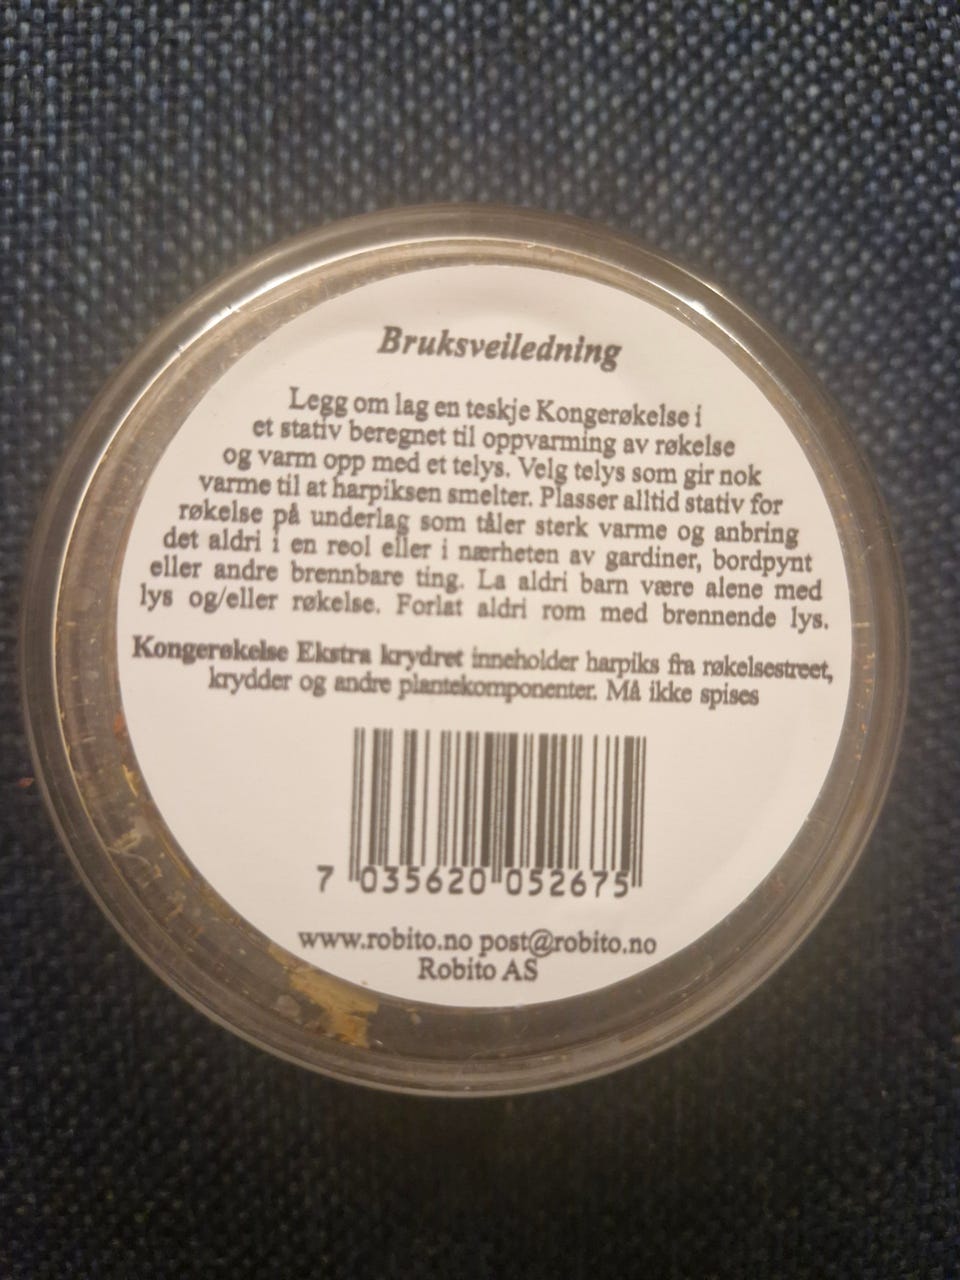 Bruksveiledning
Legg om lag en teskje Kongerøkelse i
et stativ beregnet til oppvarming av røkelse
og varm opp med et telys. Velg telys som gir nok
varme til at harpiksen smelter. Plasser alltid stativ for
røkelse på underlag som tåler sterk varme og anbring
det aldri i en reol eller i nærheten av gardiner, bordpynt
eller andre brennbare ting. La aldri barn være alene med
lys og/eller røkelse. Forlat aldri rom med brennende lys.
Kongerøkelse Ekstra krydret inneholder harpiks fra røkelsestreet,
krydder og andre plantekomponenter. Må ikke spises
7 035620 052675
www.robito.no post@robito.no
Robito AS